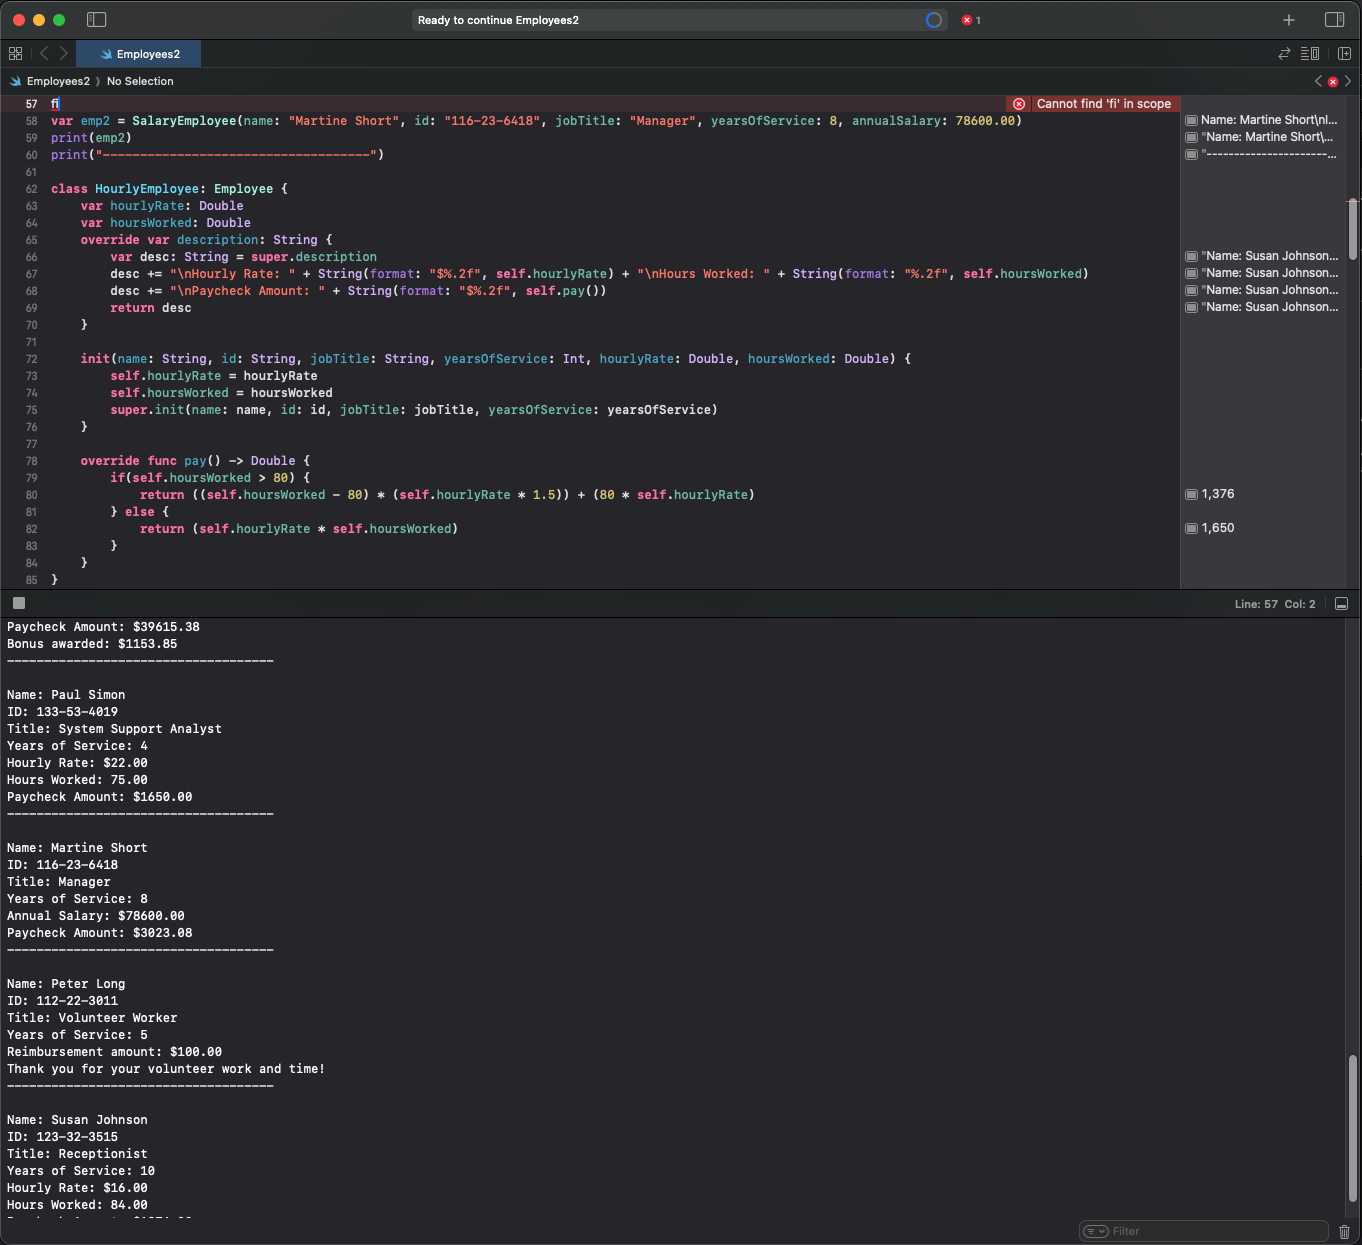 Ready to continue Employees2
1
Employees2
Employees2 ⟩ No Selection
57 fi
Cannot find 'fi' in scope
58 var emp2 = SalaryEmployee(name: "Martine Short", id: "116-23-6418", jobTitle: "Manager", yearsOfService: 8, annualSalary: 78600.00)
Name: Martine Short\nI...
59 print(emp2)
"Name: Martine Short\...
60 print("------------------------------------")
"----------------------...
61
62 class HourlyEmployee: Employee {
63     var hourlyRate: Double
64     var hoursWorked: Double
65     override var description: String {
66         var desc: String = super.description
"Name: Susan Johnson...
67         desc += "\nHourly Rate: " + String(format: "$%.2f", self.hourlyRate) + "\nHours Worked: " + String(format: "%.2f", self.hoursWorked)
"Name: Susan Johnson...
68         desc += "\nPaycheck Amount: " + String(format: "$%.2f", self.pay())
"Name: Susan Johnson...
69         return desc
"Name: Susan Johnson...
70     }
71
72     init(name: String, id: String, jobTitle: String, yearsOfService: Int, hourlyRate: Double, hoursWorked: Double) {
73         self.hourlyRate = hourlyRate
74         self.hoursWorked = hoursWorked
75         super.init(name: name, id: id, jobTitle: jobTitle, yearsOfService: yearsOfService)
76     }
77
78     override func pay() -> Double {
79         if(self.hoursWorked > 80) {
80             return ((self.hoursWorked - 80) * (self.hourlyRate * 1.5)) + (80 * self.hourlyRate)
1,376
81         } else {
82             return (self.hourlyRate * self.hoursWorked)
1,650
83         }
84     }
85 }
Line: 57 Col: 2
Paycheck Amount: $39615.38
Bonus awarded: $1153.85
------------------------------------
Name: Paul Simon
ID: 133-53-4019
Title: System Support Analyst
Years of Service: 4
Hourly Rate: $22.00
Hours Worked: 75.00
Paycheck Amount: $1650.00
------------------------------------
Name: Martine Short
ID: 116-23-6418
Title: Manager
Years of Service: 8
Annual Salary: $78600.00
Paycheck Amount: $3023.08
------------------------------------
Name: Peter Long
ID: 112-22-3011
Title: Volunteer Worker
Years of Service: 5
Reimbursement amount: $100.00
Thank you for your volunteer work and time!
------------------------------------
Name: Susan Johnson
ID: 123-32-3515
Title: Receptionist
Years of Service: 10
Hourly Rate: $16.00
Hours Worked: 84.00
Filter